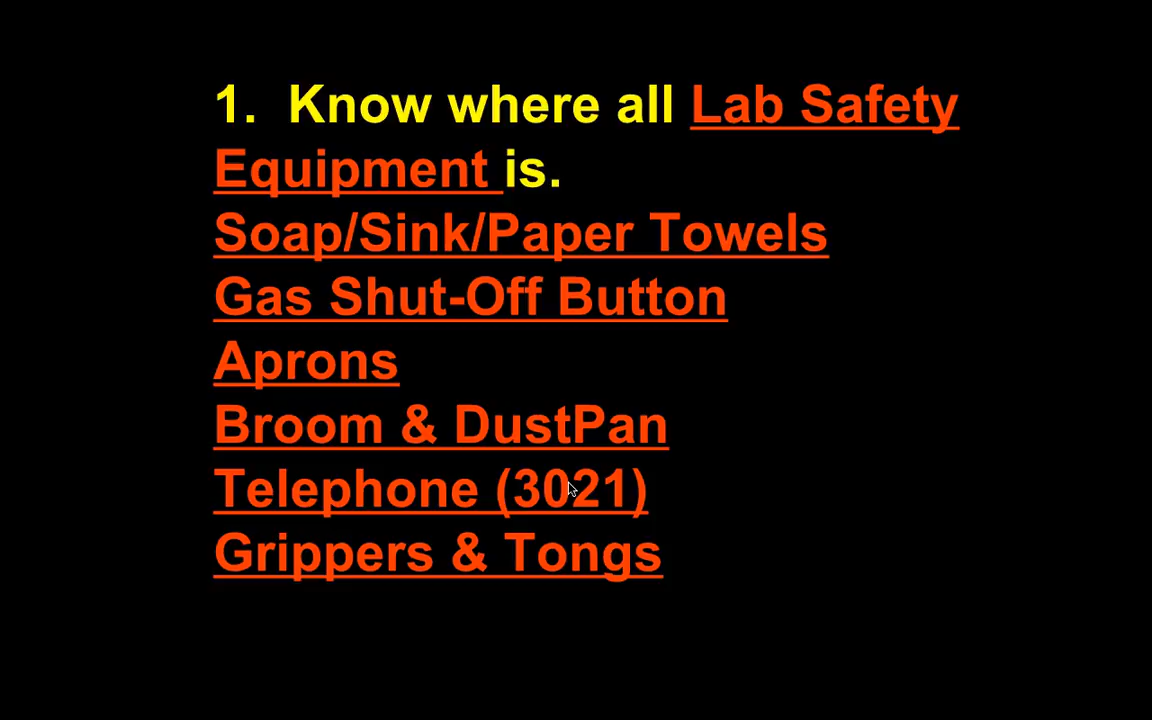 1. Know where all Lab Safety
Equipment is.
Soap/Sink/Paper Towels
Gas Shut-Off Button
Aprons
Broom & DustPan
Telephone (3021)
Grippers & Tongs